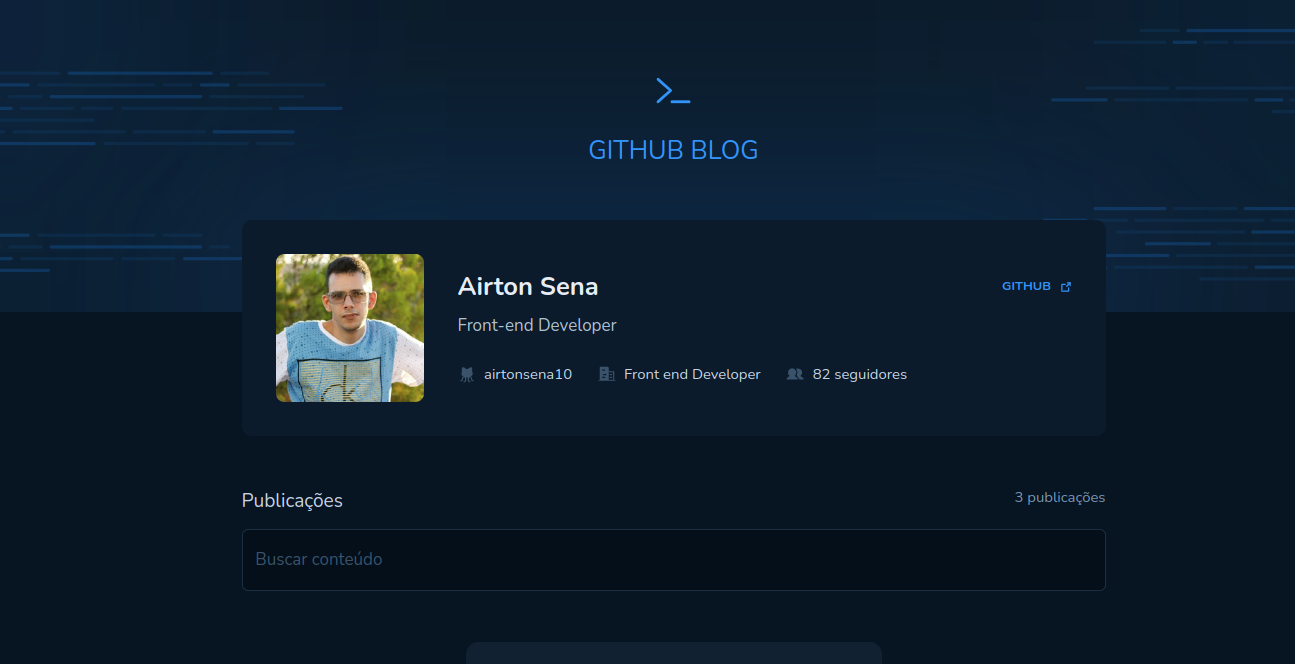 GITHUB BLOG
Airton Sena
GITHUB
Front-end Developer
airtonsena10 Front end Developer 82 seguidores
Publicações 3 publicações
Buscar conteúdo